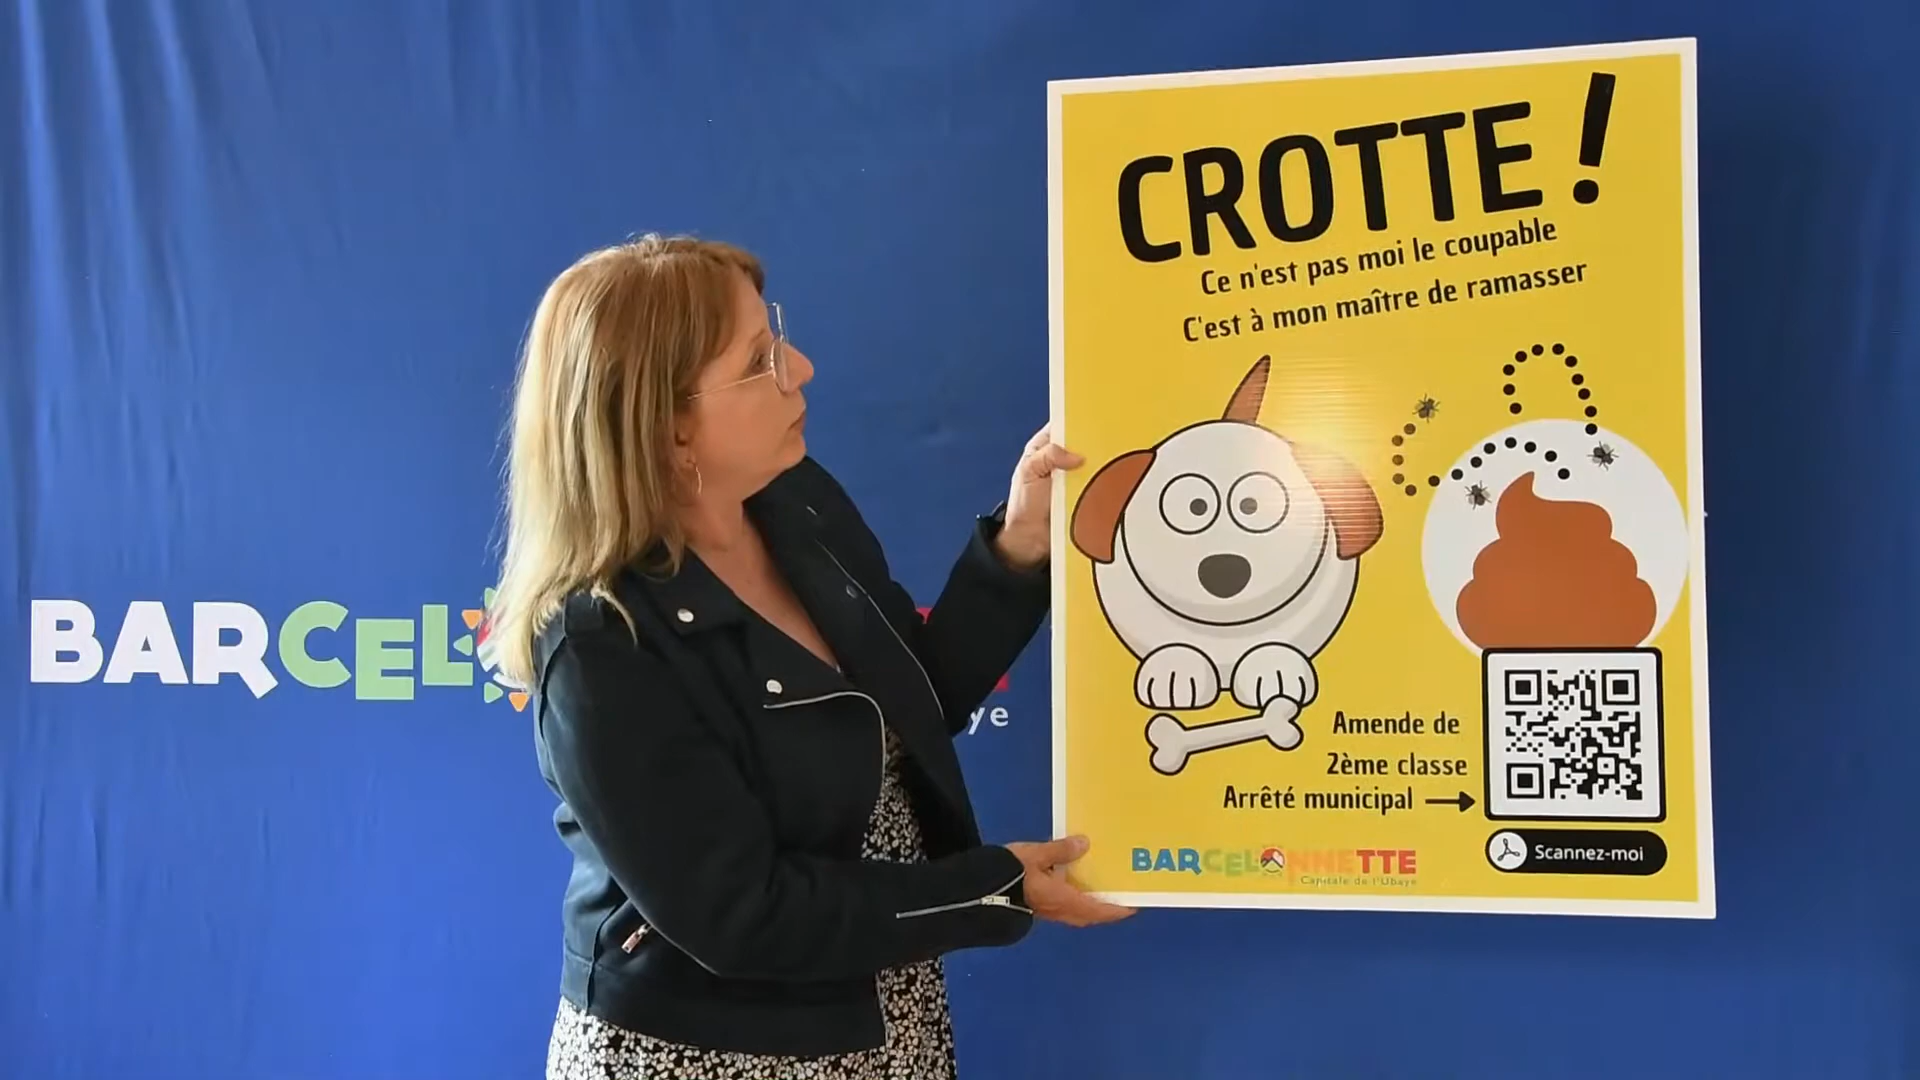 CROTTE !
Ce n'est pas moi le coupable
C'est à mon maître de ramasser
Amende de
2ème classe
Arrêté municipal
Scannez-moi
BARCELONNETTE
Capitale de l'Ubaye
BARCEL
ye